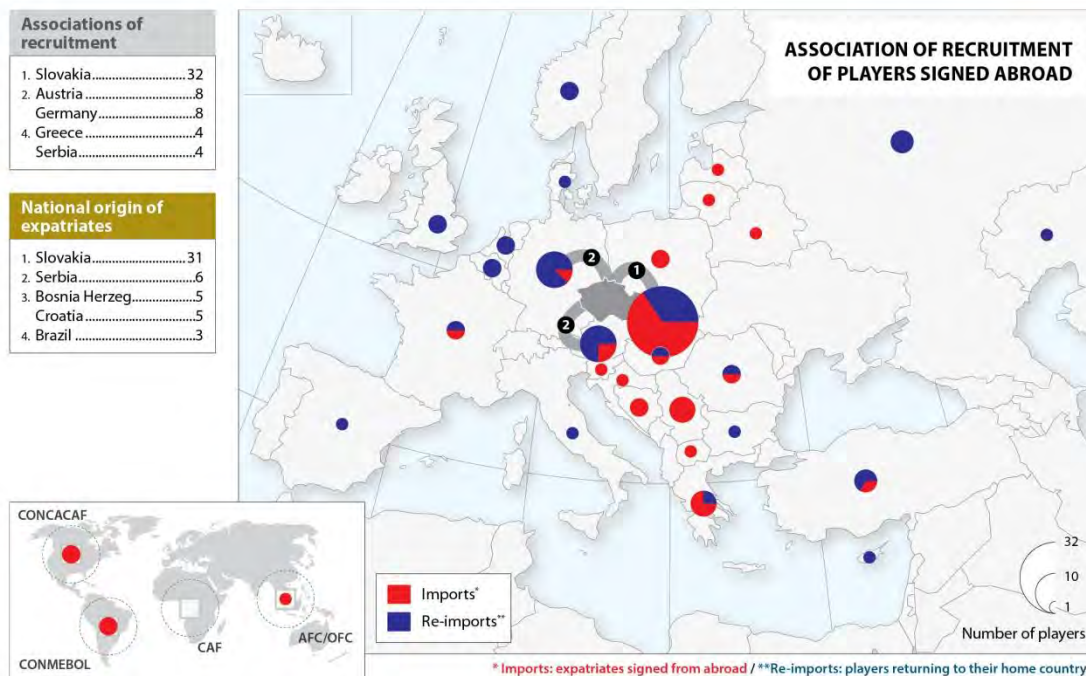 Associations of
recruitment
1. Slovakia..........................32
2. Austria..............................8
Germany..........................8
4. Greece..............................4
Serbia................................4
National origin of
expatriates
1. Slovakia..........................31
2. Serbia................................6
3. Bosnia Herzeg................5
Croatia..............................5
4. Brazil.................................3
ASSOCIATION OF RECRUITMENT
OF PLAYERS SIGNED ABROAD
2
1
2
CONCACAF
CONMEBOL
CAF
AFC/OFC
Imports*
Re-imports**
32
10
1
Number of players
* Imports: expatriates signed from abroad / **Re-imports: players returning to their home country